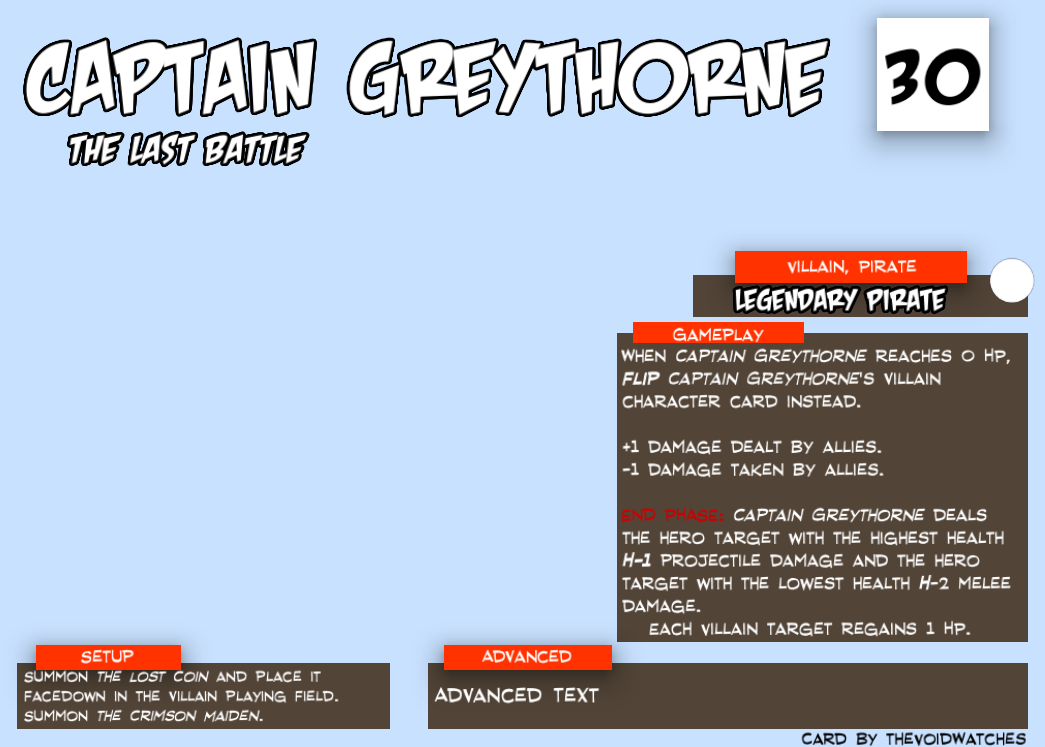 CAPTAIN GREYTHORNE
30
THE LAST BATTLE
VILLAIN, PIRATE
LEGENDARY PIRATE
GAMEPLAY
WHEN CAPTAIN GREYTHORNE REACHES 0 HP,
FLIP CAPTAIN GREYTHORNE'S VILLAIN
CHARACTER CARD INSTEAD.
+1 DAMAGE DEALT BY ALLIES.
-1 DAMAGE TAKEN BY ALLIES.
END PHASE: CAPTAIN GREYTHORNE DEALS
THE HERO TARGET WITH THE HIGHEST HEALTH
H-1 PROJECTILE DAMAGE AND THE HERO
TARGET WITH THE LOWEST HEALTH H-2 MELEE
DAMAGE.
EACH VILLAIN TARGET REGAINS 1 HP.
SETUP
SUMMON THE LOST COIN AND PLACE IT
FACEDOWN IN THE VILLAIN PLAYING FIELD.
SUMMON THE CRIMSON MAIDEN.
ADVANCED
ADVANCED TEXT
CARD BY THEVOIDWATCHES